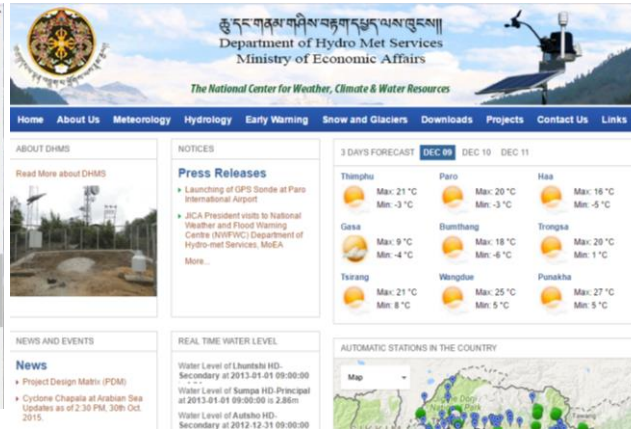 ཆུ་དང་གནམ་གཤིས་བརྟག་དཔྱད་ལས་ཁུངས།།
Department of Hydro Met Services
Ministry of Economic Affairs
The National Center for Weather, Climate & Water Resources
Home About Us Meteorology Hydrology Early Warning Snow and Glaciers Downloads Projects Contact Us Links
ABOUT DHMS
Read More about DHMS
NOTICES
Press Releases
Launching of GPS Sonde at Paro
International Airport
JICA President visits to National
Weather and Flood Warning
Centre (NWFWC) Department of
Hydro-met Services, MoEA
More...
3 DAYS FORECAST DEC 09 DEC 10 DEC 11
Thimphu Paro Haa
Max: 21 °C Max: 20 °C Max: 16 °C
Min: -3 °C Min: -3 °C Min: -5 °C
Gasa Bumthang Trongsa
Max: 9 °C Max: 18 °C Max: 20 °C
Min: -4 °C Min: -6 °C Min: 1 °C
Tsirang Wangdue Punakha
Max: 21 °C Max: 25 °C Max: 27 °C
Min: 8 °C Min: 5 °C Min: 5 °C
NEWS AND EVENTS
News
Project Design Matrix (PDM)
Cyclone Chapala at Arabian Sea
Updates as of 2:30 PM, 30th Oct.
2015.
REAL TIME WATER LEVEL
Water Level of Lhuntshi HD-
Secondary at 2013-01-01 09:00:00
Water Level of Sumpa HD-Principal
at 2013-01-01 09:00:00 is 2.86m
Water Level of Autsho HD-
Secondary at 2012-12-31 09:00:00
AUTOMATIC STATIONS IN THE COUNTRY
Map
Jigme Dorji
National Park
Tawang